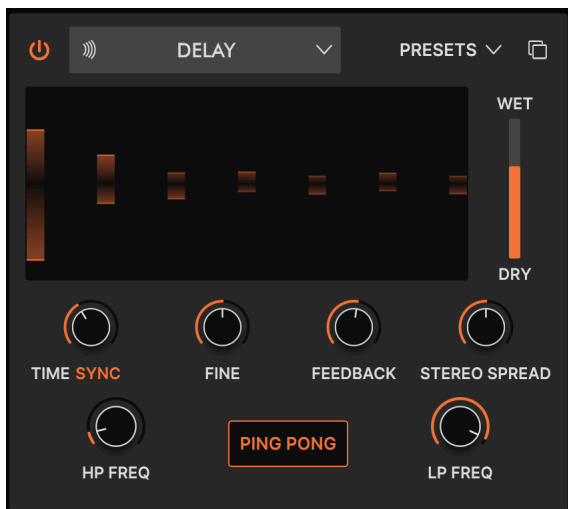 DELAY
PRESETS
WET
DRY
TIME SYNC
FINE
FEEDBACK
STEREO SPREAD
HP FREQ
PING PONG
LP FREQ